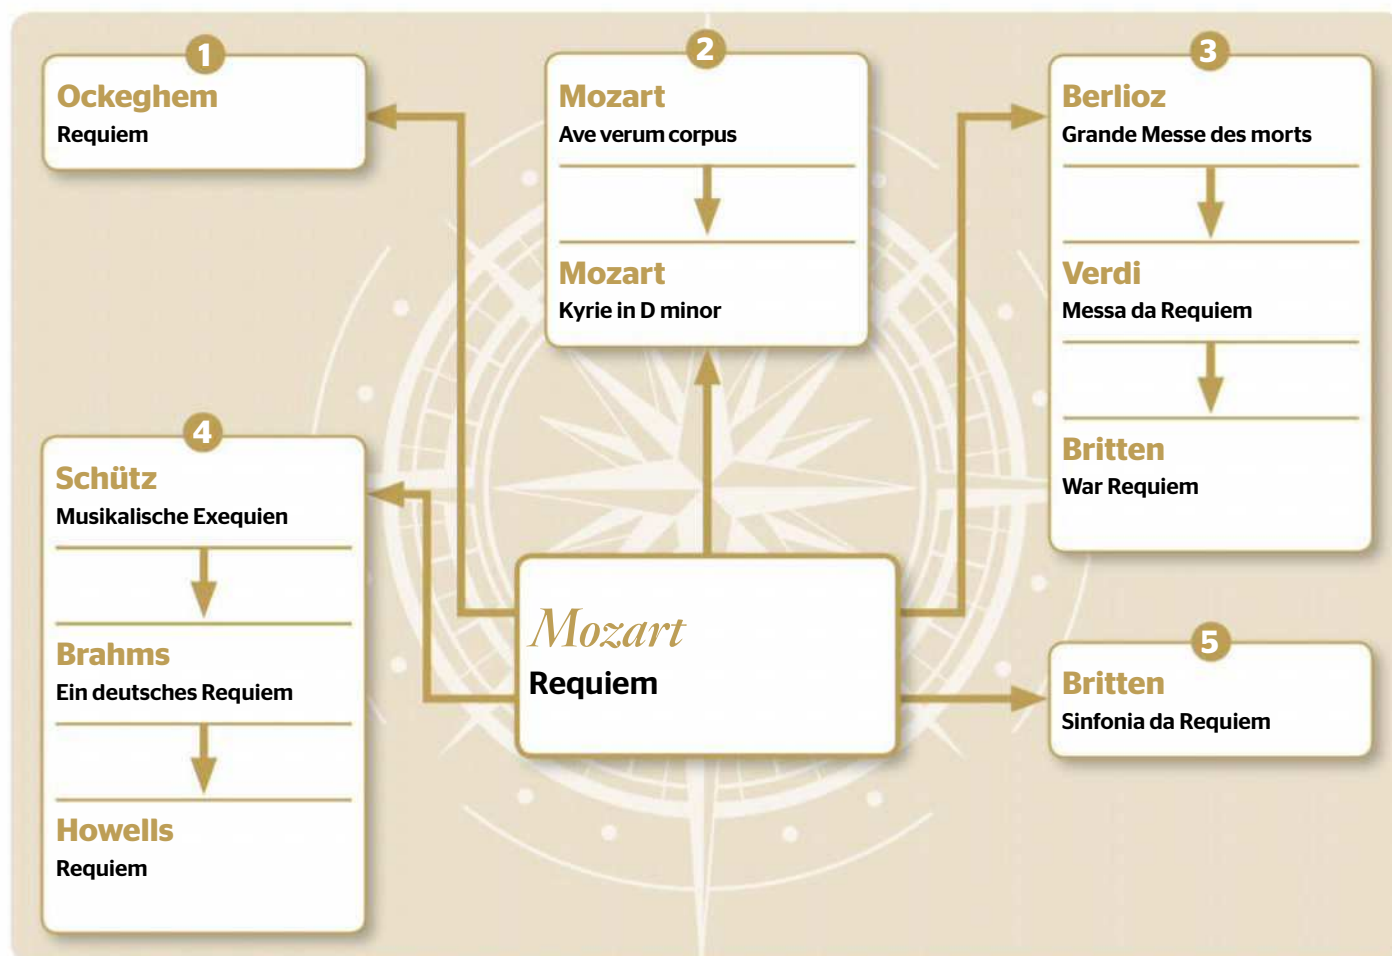 1
Ockeghem
Requiem
2
Mozart
Ave verum corpus
Mozart
Kyrie in D minor
3
Berlioz
Grande Messe des morts
Verdi
Messa da Requiem
Britten
War Requiem
4
Schütz
Musikalische Exequien
Brahms
Ein deutsches Requiem
Howells
Requiem
Mozart
Requiem
5
Britten
Sinfonia da Requiem